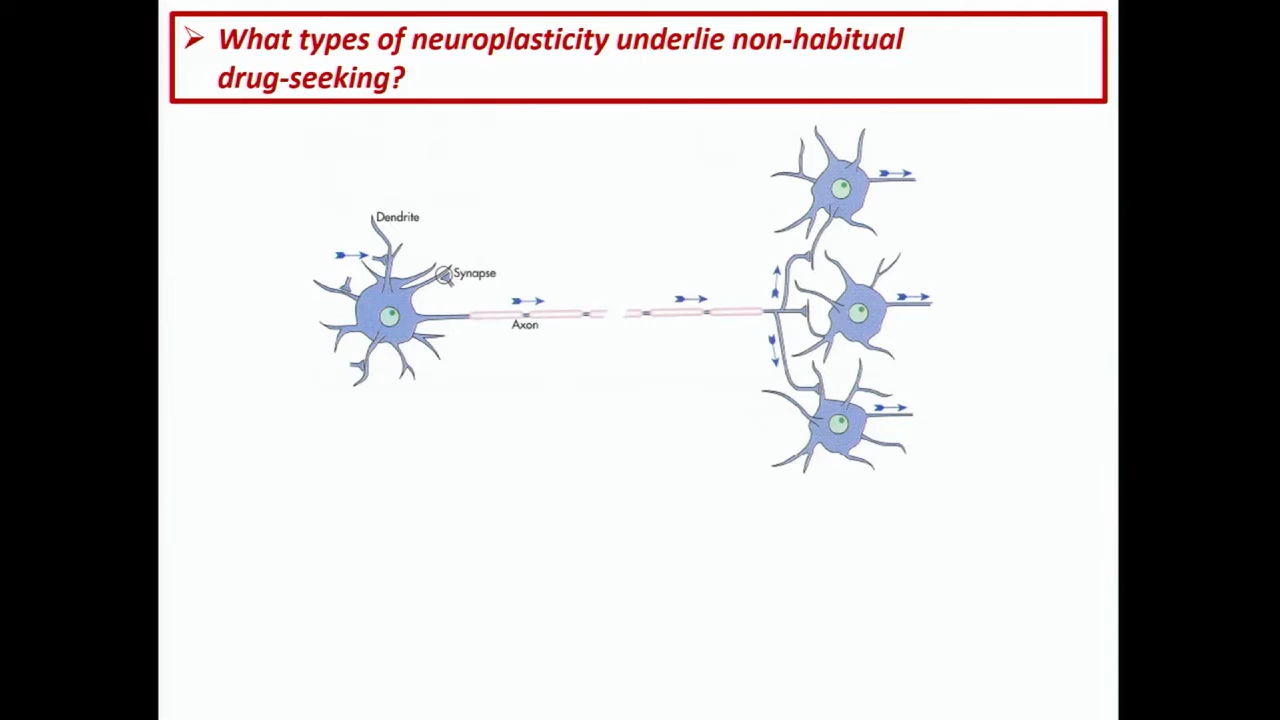 What types of neuroplasticity underlie non-habitual
drug-seeking?
Dendrite
Synapse
Axon